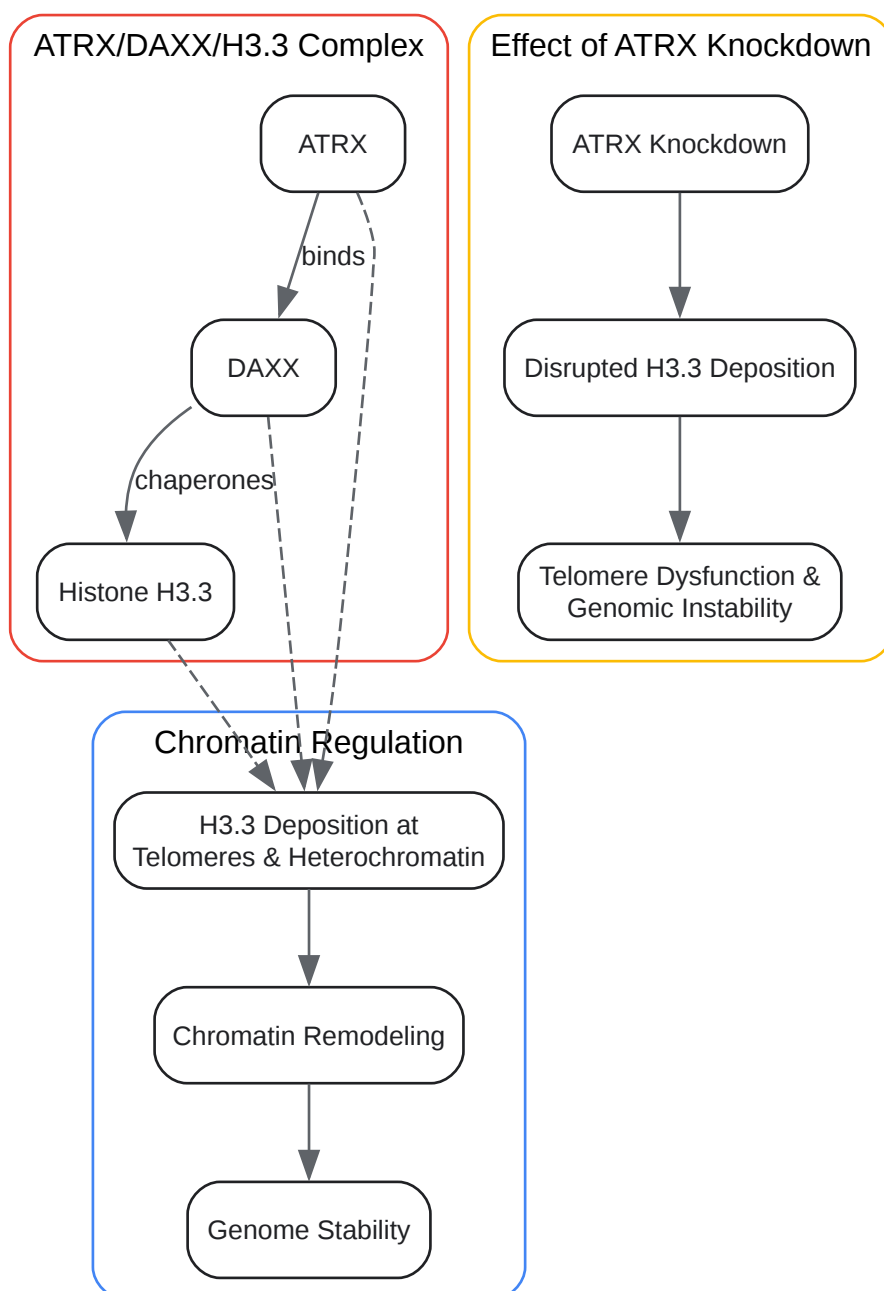 ATRX/DAXX/H3.3 Complex
ATRX
binds
DAXX
chaperones
Histone H3.3
Effect of ATRX Knockdown
ATRX Knockdown
Disrupted H3.3 Deposition
Telomere Dysfunction &
Genomic Instability
Chromatin Regulation
H3.3 Deposition at
Telomeres & Heterochromatin
Chromatin Remodeling
Genome Stability